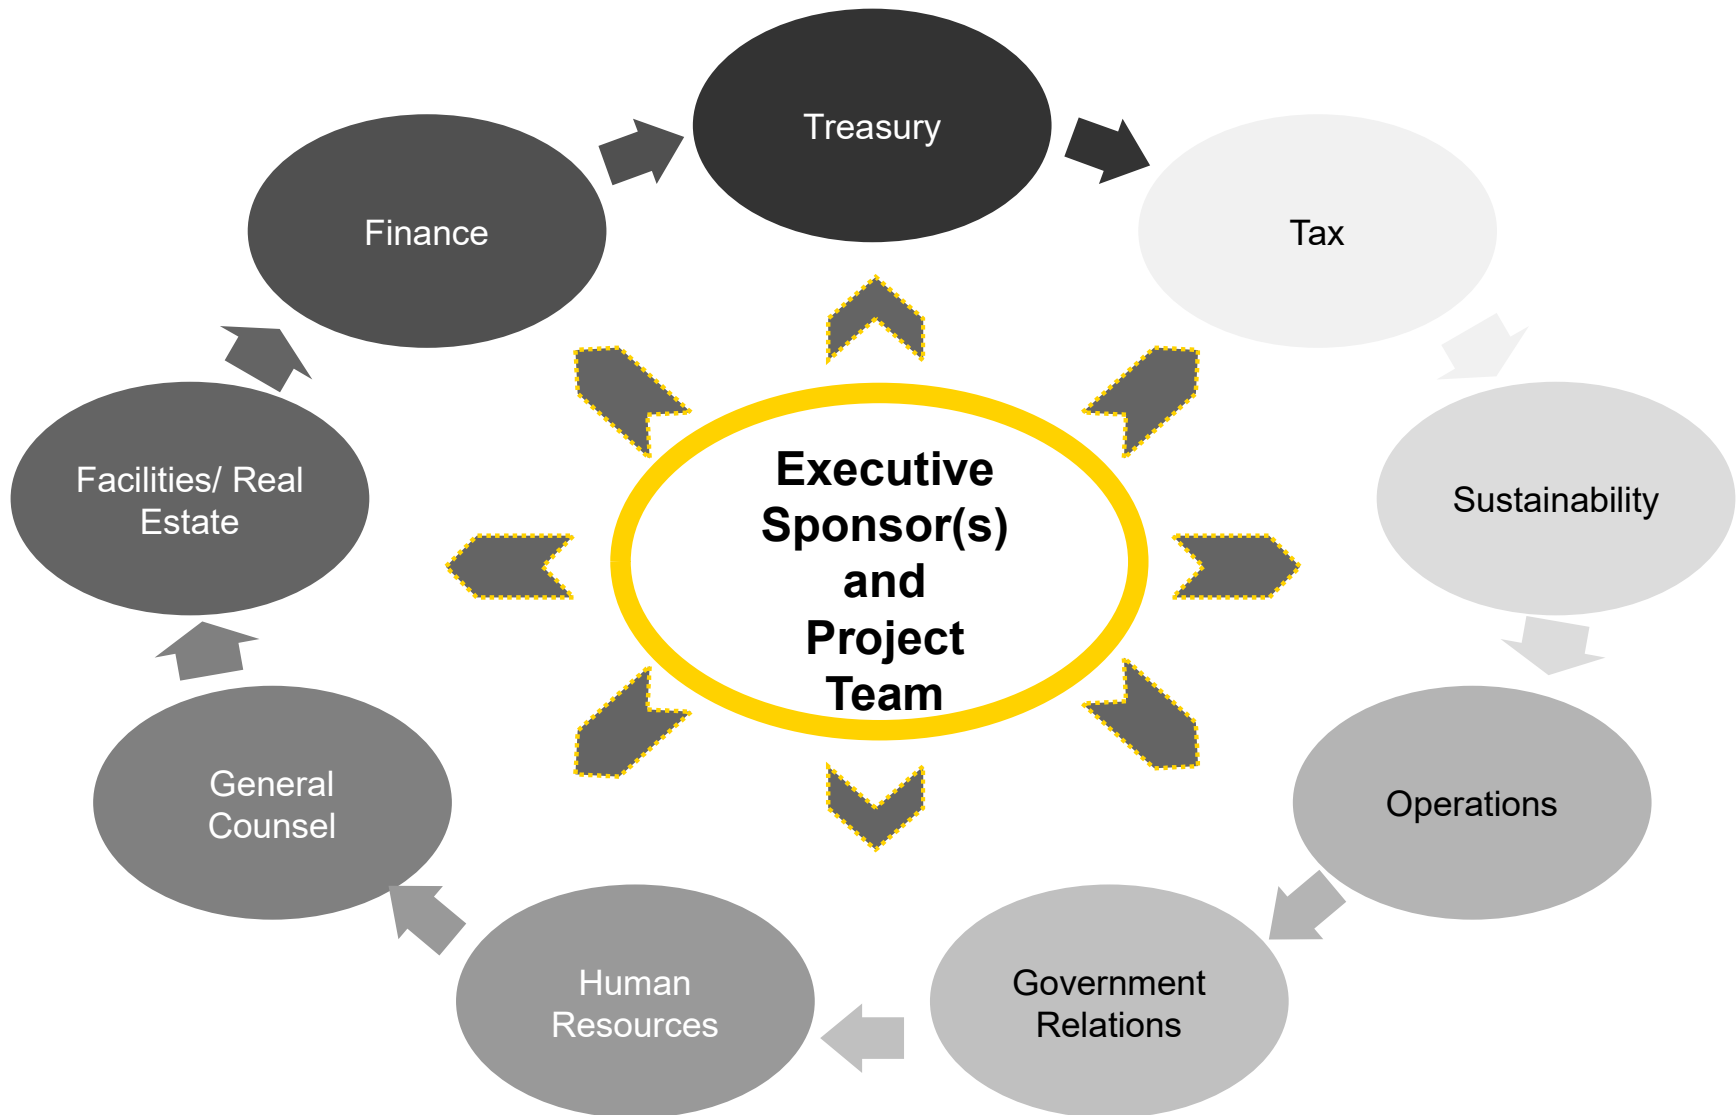 Treasury
Finance
Tax
Facilities/ Real
Estate
Sustainability
Executive
Sponsor(s)
and
Project
Team
General
Counsel
Operations
Human
Resources
Government
Relations